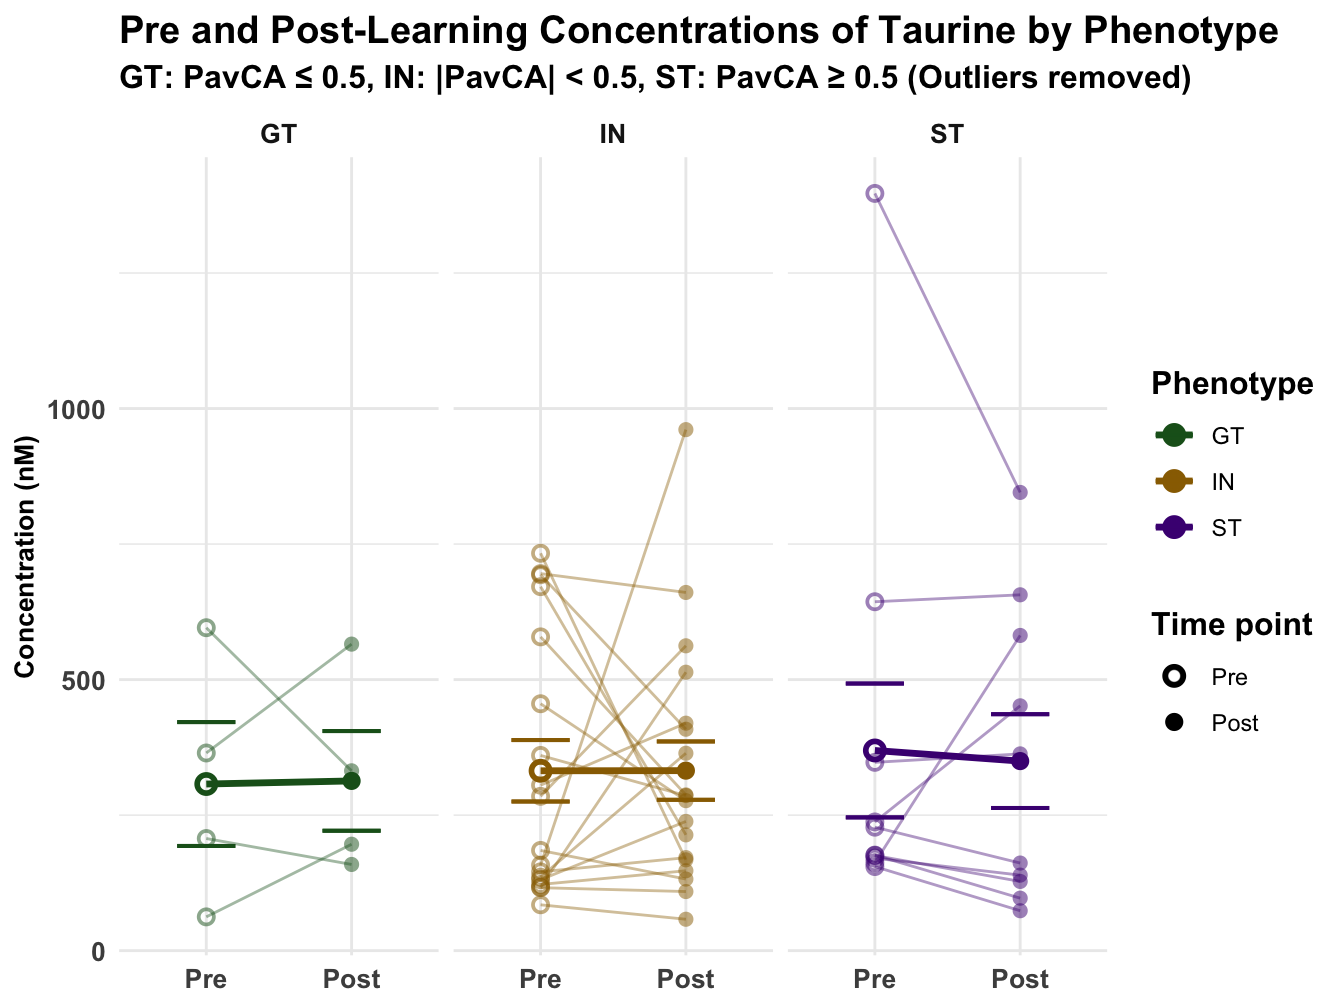 Pre and Post-Learning Concentrations of Taurine by Phenotype
GT: PavCA ≤ 0.5, IN: |PavCA| < 0.5, ST: PavCA ≥ 0.5 (Outliers removed)
GT
IN
ST
Concentration (nM)
1000
500
0
Pre
Post
Pre
Post
Pre
Post
Phenotype
GT
IN
ST
Time point
Pre
Post